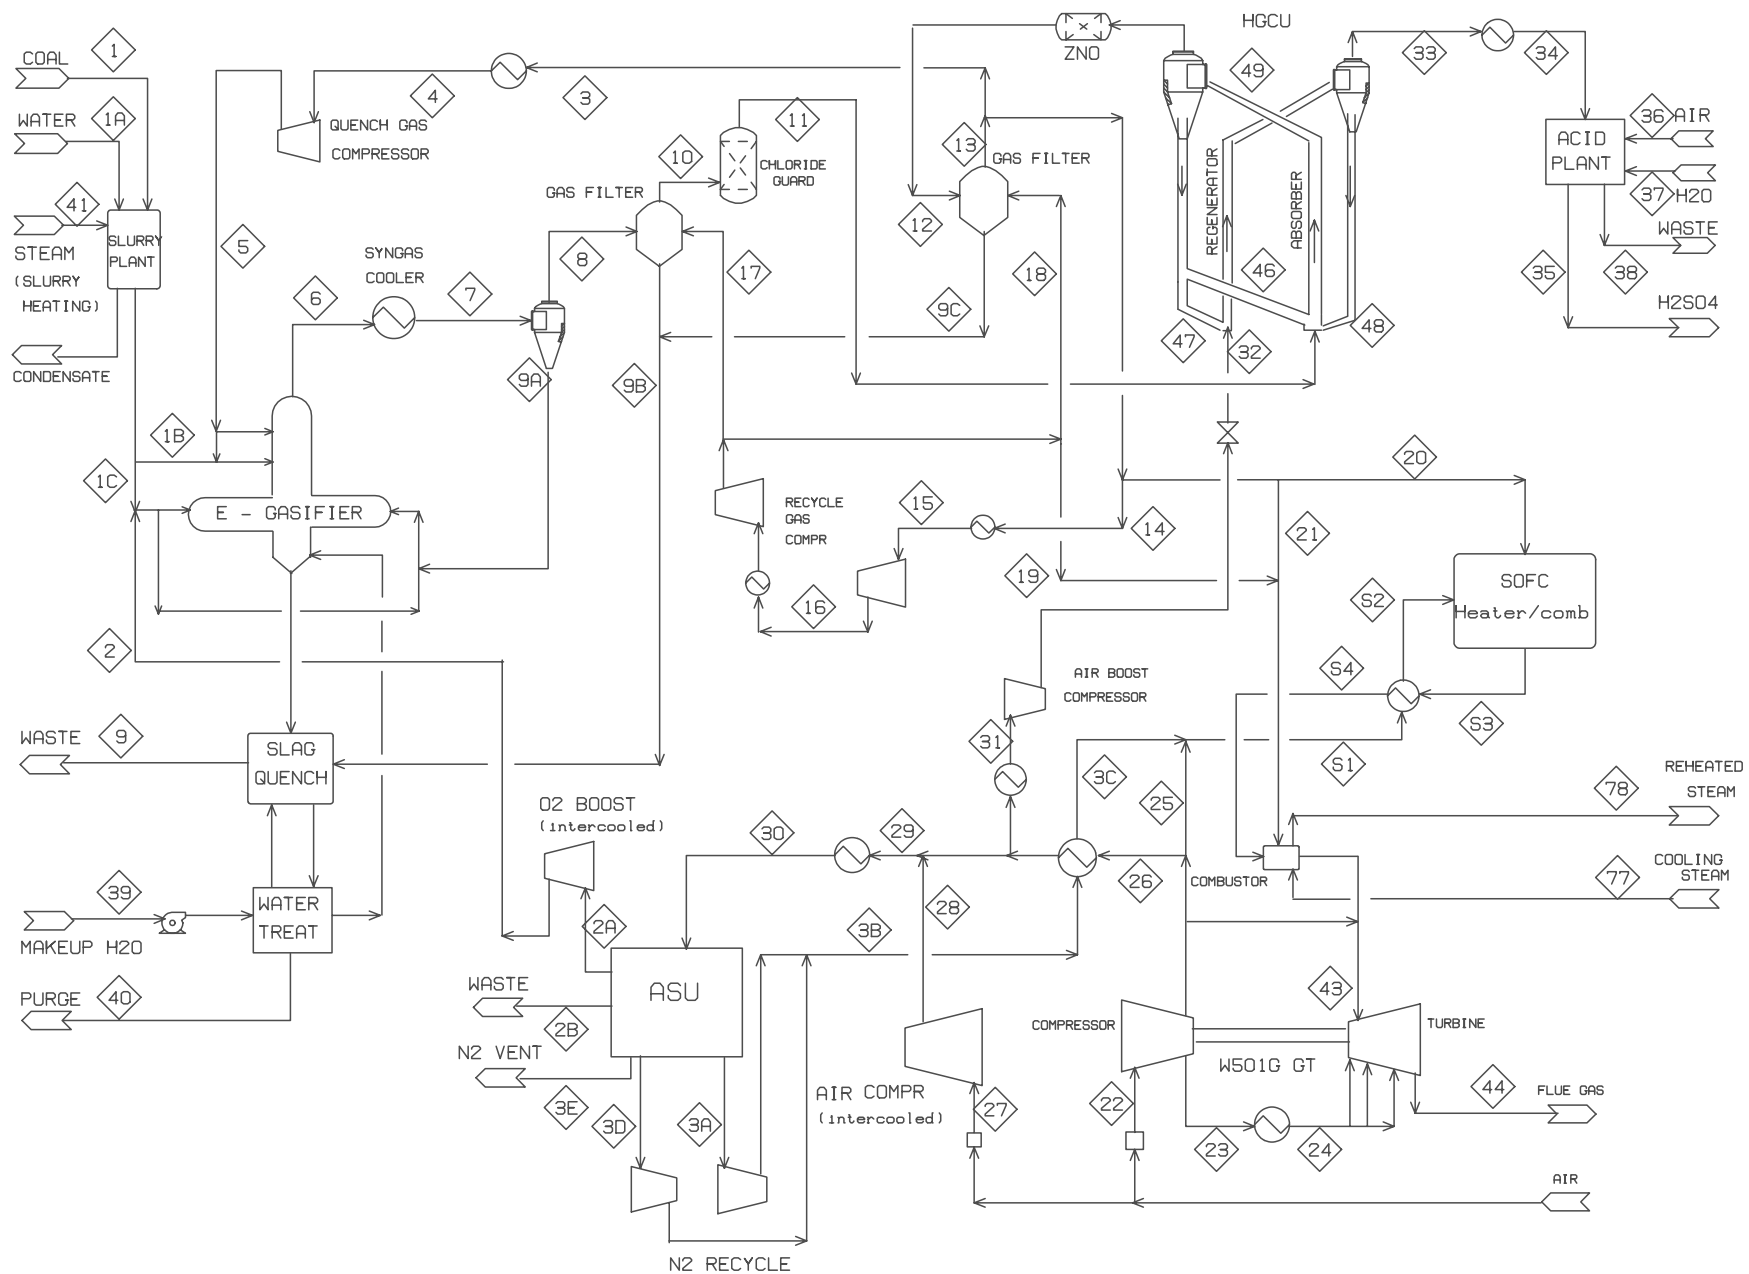 HGCU
ZNO
COAL
1
49
33
34
4
3
WATER
1A
QUENCH GAS
COMPRESSOR
11
10
CHLORIDE
GUARD
13
GAS FILTER
36
AIR
ACID
PLANT
37
H2O
41
STEAM
(SLURRY
HEATING)
SLURRY
PLANT
CONDENSATE
5
GAS FILTER
8
17
12
18
9C
REGENERATOR
ABSORBER
46
47
32
48
WASTE
35
38
H2SO4
SYNGAS
COOLER
6
7
9A
9B
1B
1C
E - GASIFIER
RECYCLE
GAS
COMPR
15
14
16
19
20
21
SOFC
Heater/comb
S2
S4
S3
S1
2
AIR BOOST
COMPRESSOR
31
3C
25
WASTE
9
SLAG
QUENCH
O2 BOOST
(intercooled)
30
29
26
COMBUSTOR
REHEATED
STEAM
78
COOLING
STEAM
77
39
MAKEUP H2O
WATER
TREAT
2A
3B
28
PURGE
40
WASTE
2B
ASU
N2 VENT
3E
3D
3A
AIR COMPR
(intercooled)
27
COMPRESSOR
22
W501G GT
43
TURBINE
23
24
44
FLUE GAS
AIR
N2 RECYCLE